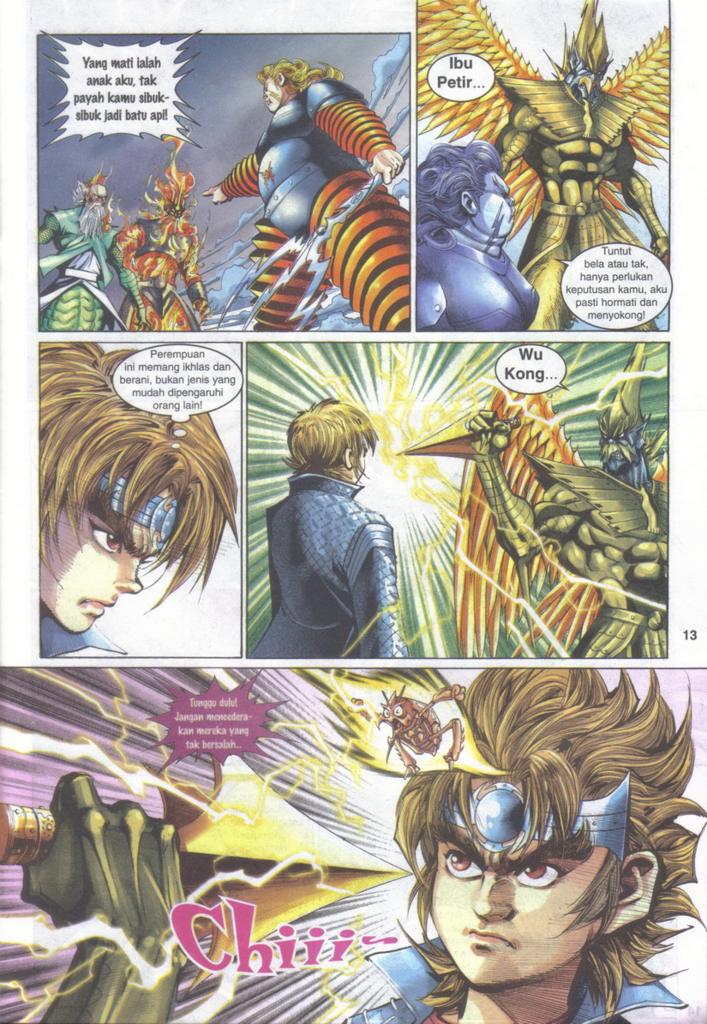 Yang mati ialah
anak aku, tak
payah kamu sibuk-
sibuk jadi batu api!
Ibu
Petir...
Tuntut
bela atau tak,
hanya perlukan
keputusan kamu, aku
pasti hormati dan
menyokong!
Perempuan
ini memang ikhlas dan
berani, bukan jenis yang
mudah dipengaruhi
orang lain!
Wu
Kong...
13
Tunggu dulu!
Jangan mencedera-
kan mereka yang
tak bersalah...
Chiii~